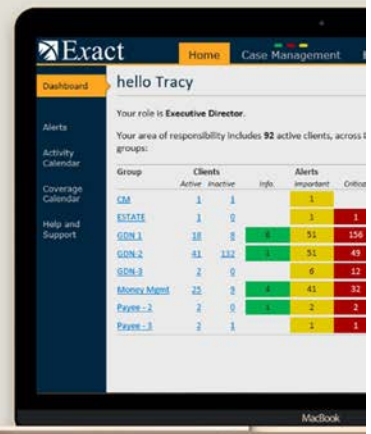 Exact
Home Case Management
Dashboard
hello Tracy
Your role is Executive Director.
Your area of responsibility includes 92 active clients, across
groups:
Alerts
Activity
Calendar
Coverage
Calendar
Help and
Support
Group Clients Alerts
Active Inactive Info. Important Critical
CM 1 1 1
ESTATE 1 0 1 1
GDN 1 18 8 51 156
GDN-2 41 132 51 49
GDN-3 2 0 6 12
Money Mgmt 25 9 4 41 32
Payee - 2 2 0 1 2 2
Payee - 3 2 1 1 1
MacBook